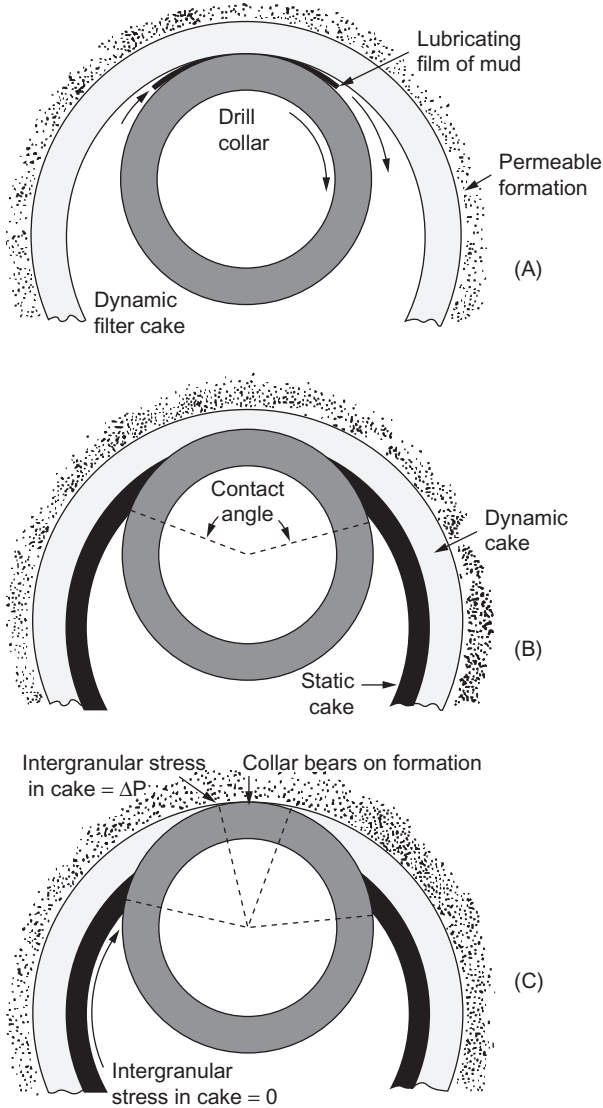 Lubricating
film of mud
Drill
collar
Permeable
formation
(A)
Dynamic
filter cake
Contact
angle
Dynamic
cake
(B)
Static
cake
Intergranular stress
in cake = ΔP
Collar bears on formation
(C)
Intergranular
stress in cake = 0